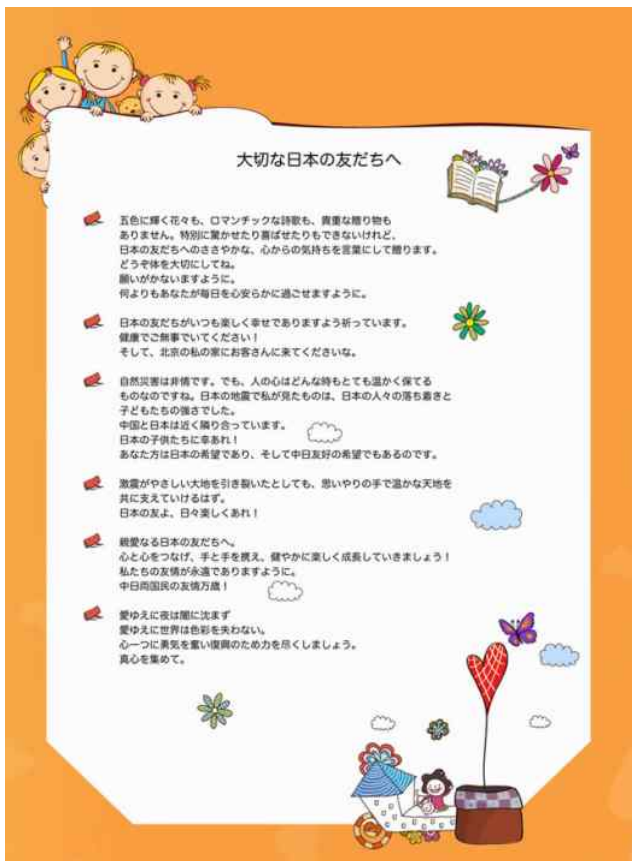 大切な日本の友だちへ
五色に輝く花々も、ロマンチックな詩歌も、貴重な贈り物も
ありません。特別に驚かせたり喜ばせたりもできないけれど、
日本の友だちへのささやかな、心からの気持ちを言葉にして贈ります。
どうぞ体を大切にしてね。
願いがかないますように。
何よりもあなたが毎日を心安らかに過ごせますように。
日本の友だちがいつも楽しく幸せでありますよう祈っています。
健康でご無事でいてください！
そして、北京の私の家にお客さんに来てくださいな。
自然災害は非情です。でも、人の心はどんな時もとても温かく保てる
ものなのですね。日本の地震で私が見たものは、日本の人々の落ち着きと
子どもたちの強さでした。
中国と日本は近く隣り合っています。
日本の子供たちに幸あれ！
あなた方は日本の希望であり、そして中日友好の希望でもあるのです。
激震がやさしい大地を引き裂いたとしても、思いやりの手で温かな天地を
共に支えていけるはず。
日本の友よ、日々楽しくあれ！
親愛なる日本の友だちへ。
心と心をつなげ、手と手を携え、健やかに楽しく成長していきましょう！
私たちの友情が永遠でありますように。
中日両国民の友情万歳！
愛ゆえに夜は闇に沈まず
愛ゆえに世界は色彩を失わない。
心一つに勇気を奮い復興のため力を尽くしましょう。
真心を集めて。